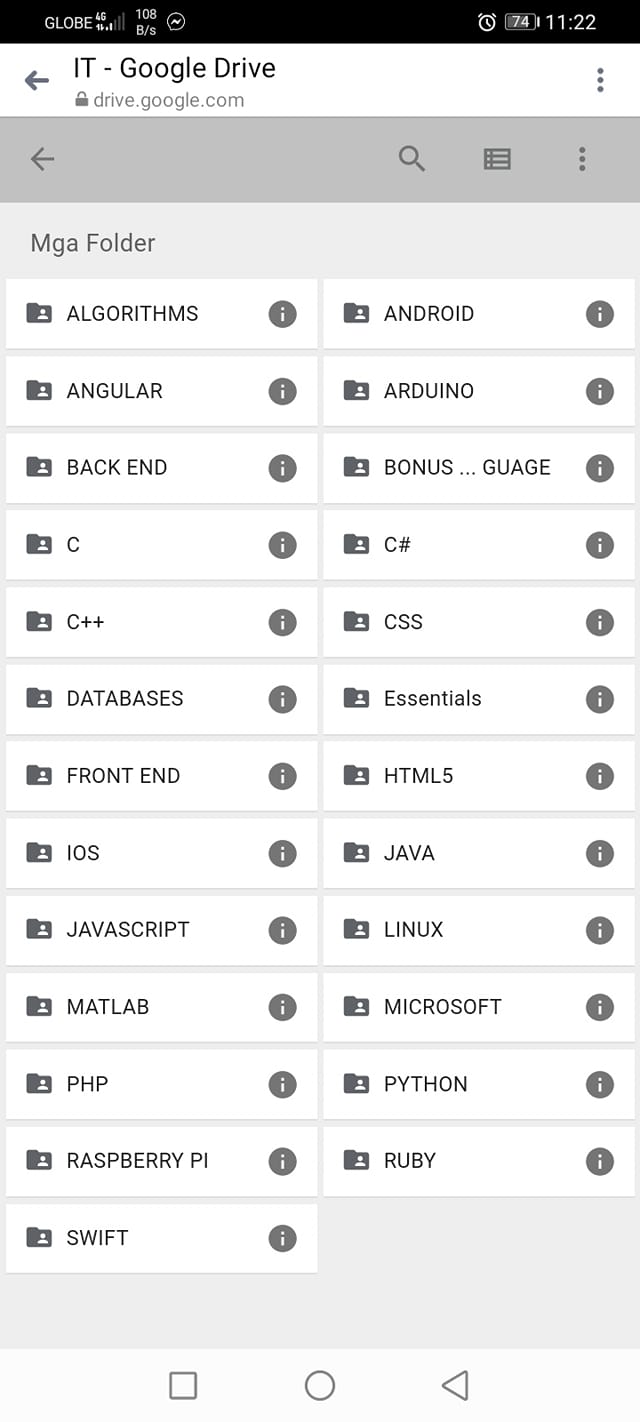 GLOBE 4G 108 B/s 74 11:22
IT - Google Drive
drive.google.com
Mga Folder
ALGORITHMS ANDROID
ANGULAR ARDUINO
BACK END BONUS ... GUAGE
C C#
C++ CSS
DATABASES Essentials
FRONT END HTML5
IOS JAVA
JAVASCRIPT LINUX
MATLAB MICROSOFT
PHP PYTHON
RASPBERRY PI RUBY
SWIFT